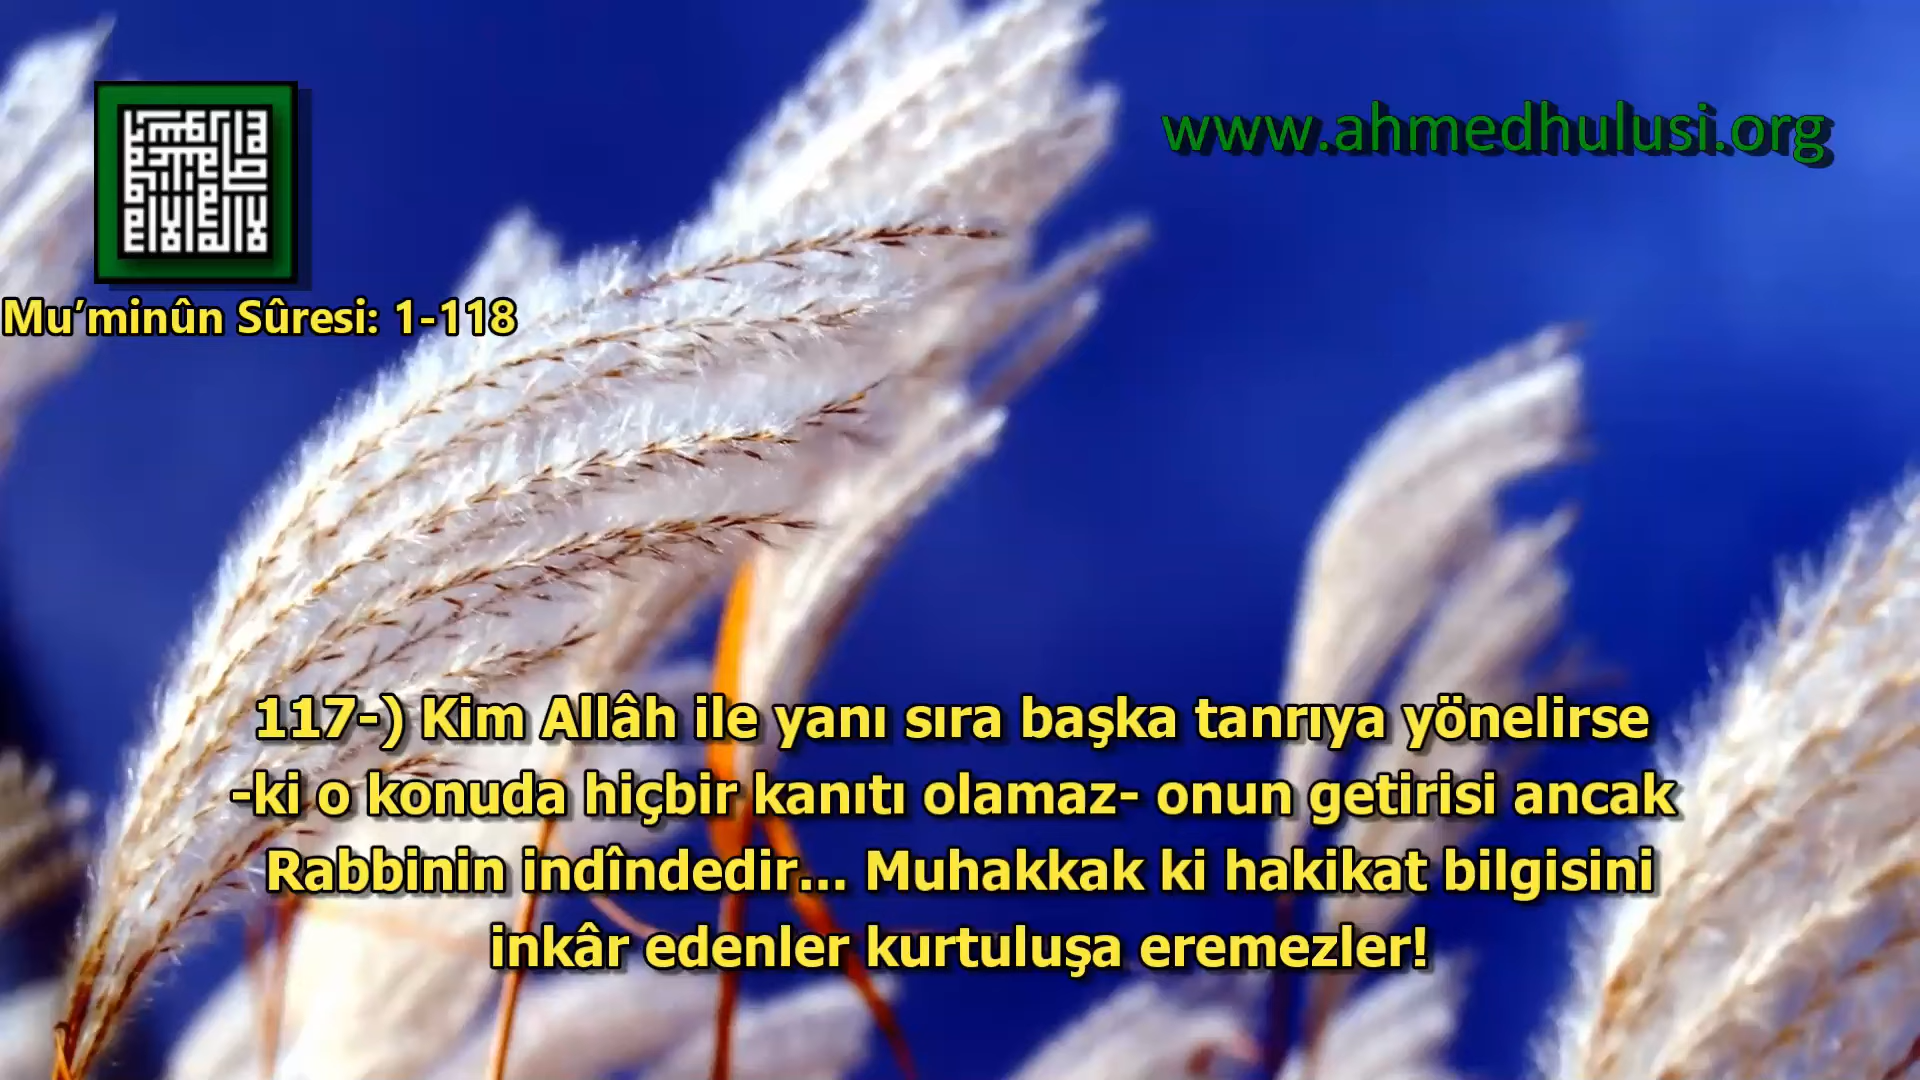 www.ahmedhulusi.org
Mu’minûn Sûresi: 1-118
117-) Kim Allâh ile yanı sıra başka tanrıya yönelirse
-ki o konuda hiçbir kanıtı olamaz- onun getirisi ancak
Rabbinin indîndedir... Muhakkak ki hakikat bilgisini
inkâr edenler kurtuluşa eremezler!